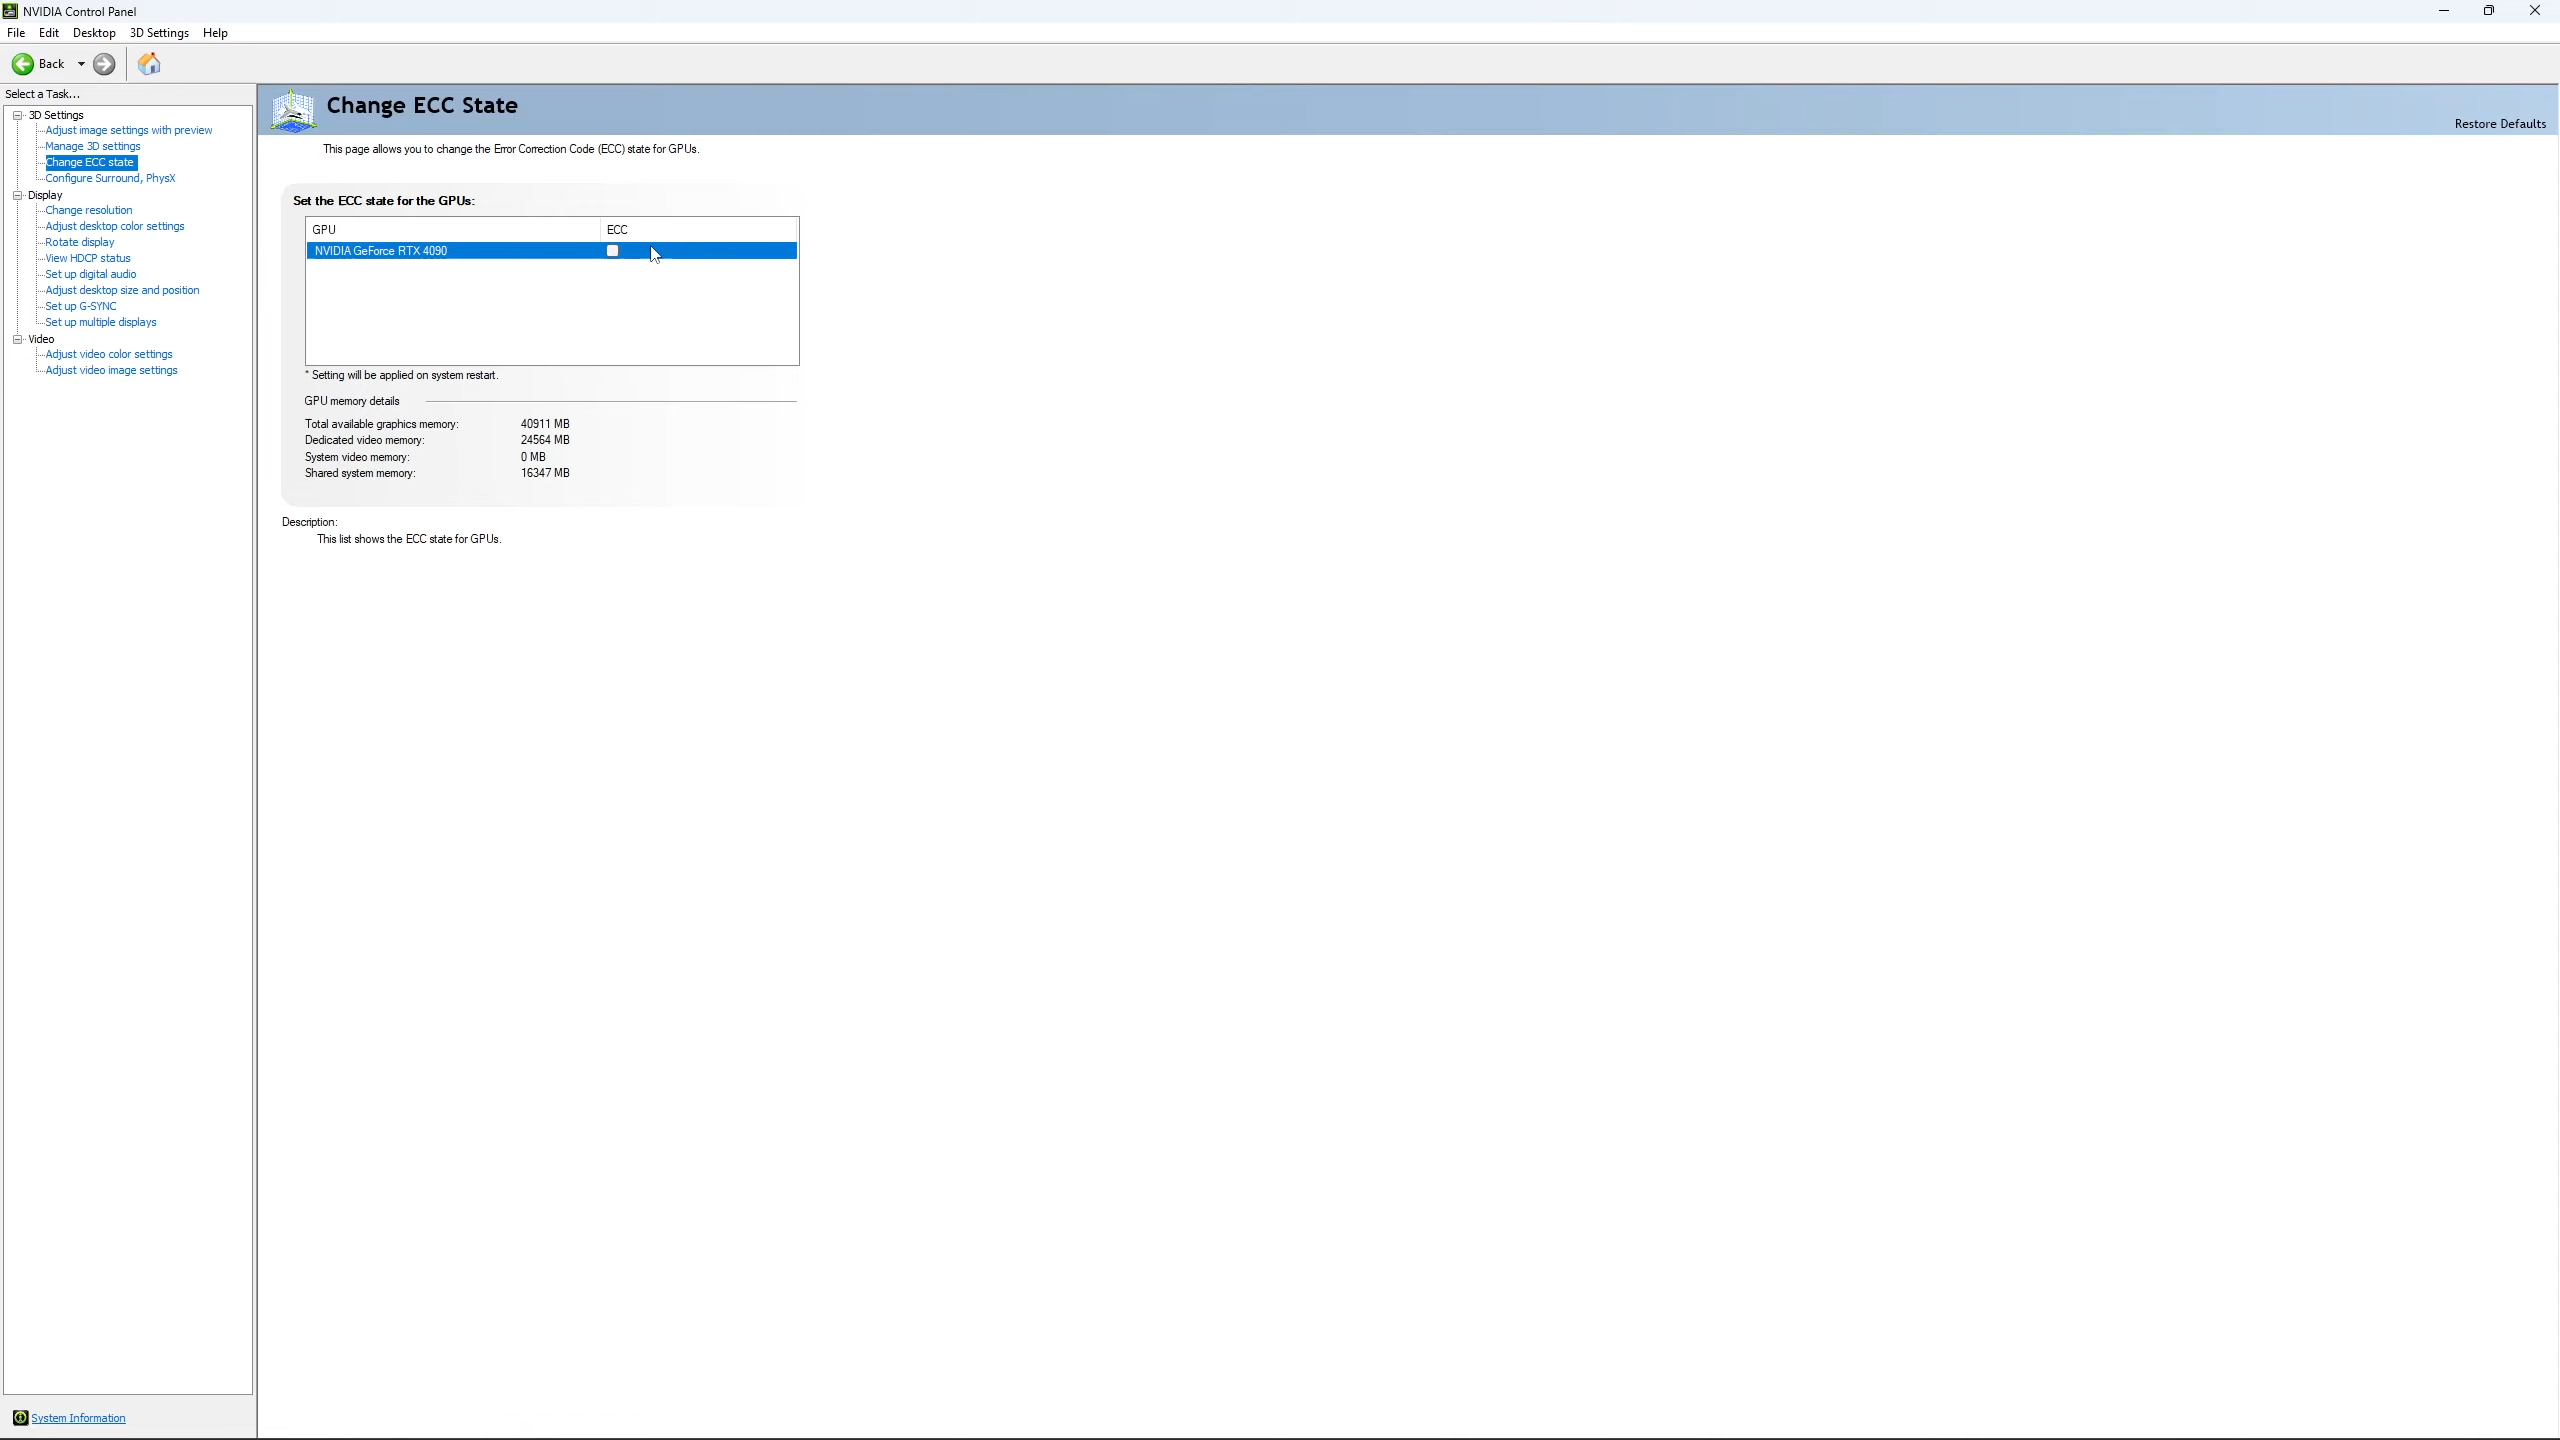 NVIDIA Control Panel
File Edit Desktop 3D Settings Help
Back
Select a Task...
3D Settings
Adjust image settings with preview
Manage 3D settings
Change ECC state
Configure Surround, PhysX
Display
Change resolution
Adjust desktop color settings
Rotate display
View HDCP status
Set up digital audio
Adjust desktop size and position
Set up G-SYNC
Set up multiple displays
Video
Adjust video color settings
Adjust video image settings
System Information
Change ECC State
Restore Defaults
This page allows you to change the Error Correction Code (ECC) state for GPUs.
Set the ECC state for the GPUs:
GPU ECC
NVIDIA GeForce RTX 4090
* Setting will be applied on system restart.
GPU memory details
Total available graphics memory: 40911 MB
Dedicated video memory: 24564 MB
System video memory: 0 MB
Shared system memory: 16347 MB
Description:
This list shows the ECC state for GPUs.